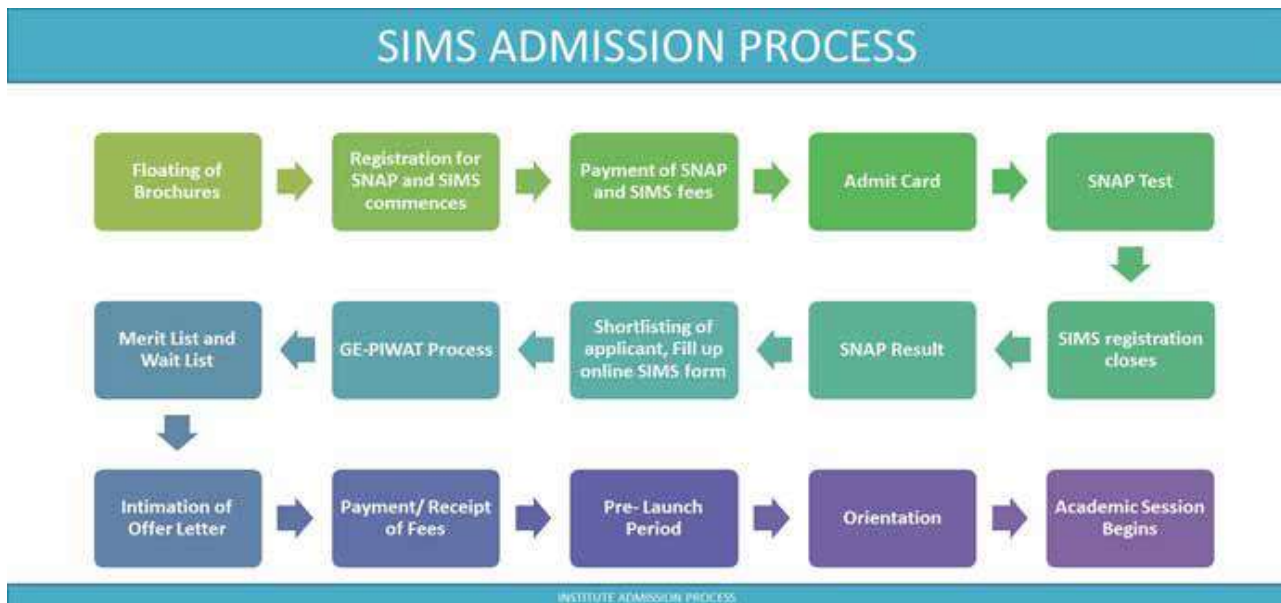 SIMS ADMISSION PROCESS
Floating of
Brochures
Registration for
SNAP and SIMS
commences
Payment of SNAP
and SIMS fees
Admit Card
SNAP Test
SIMS registration
closes
SNAP Result
Shortlisting of
applicant, Fill up
online SIMS form
GE-PIWAT Process
Merit List and
Wait List
Intimation of
Offer Letter
Payment/ Receipt
of Fees
Pre- Launch
Period
Orientation
Academic Session
Begins
INSTITUTE ADMISSION PROCESS